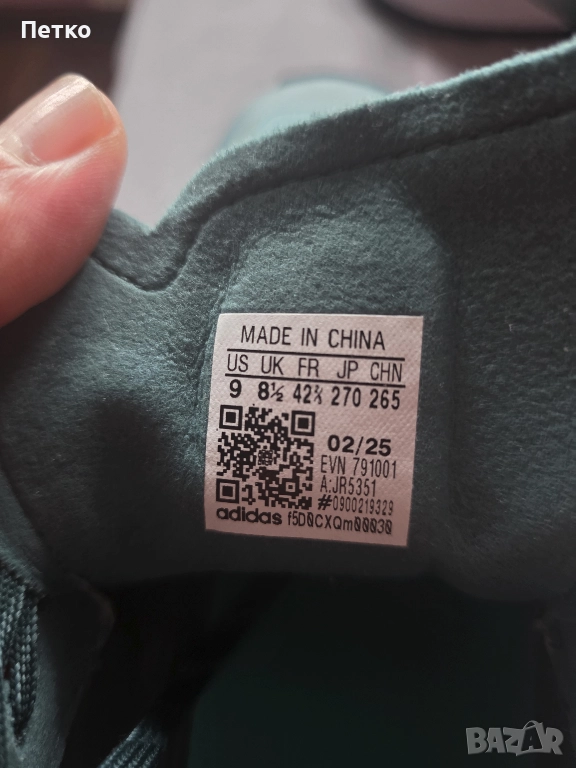 Петко
MADE IN CHINA
US UK FR JP CHN
9 8½ 42⅔ 270 265
02/25
EVN 791001
A:JR5351
#0900219329
adidas f5D0CXQm00030
BAZAR